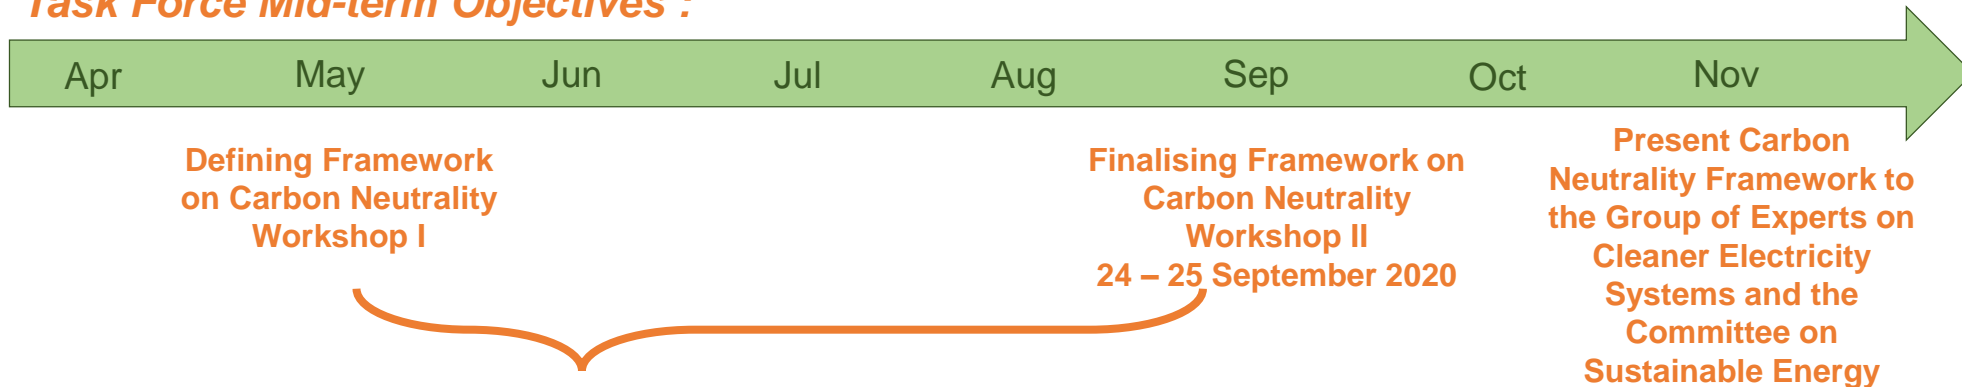 Task Force Mid-term Objectives :
Apr May Jun Jul Aug Sep Oct Nov
Defining Framework
on Carbon Neutrality
Workshop I
Finalising Framework on
Carbon Neutrality
Workshop II
24 – 25 September 2020
Present Carbon
Neutrality Framework to
the Group of Experts on
Cleaner Electricity
Systems and the
Committee on
Sustainable Energy